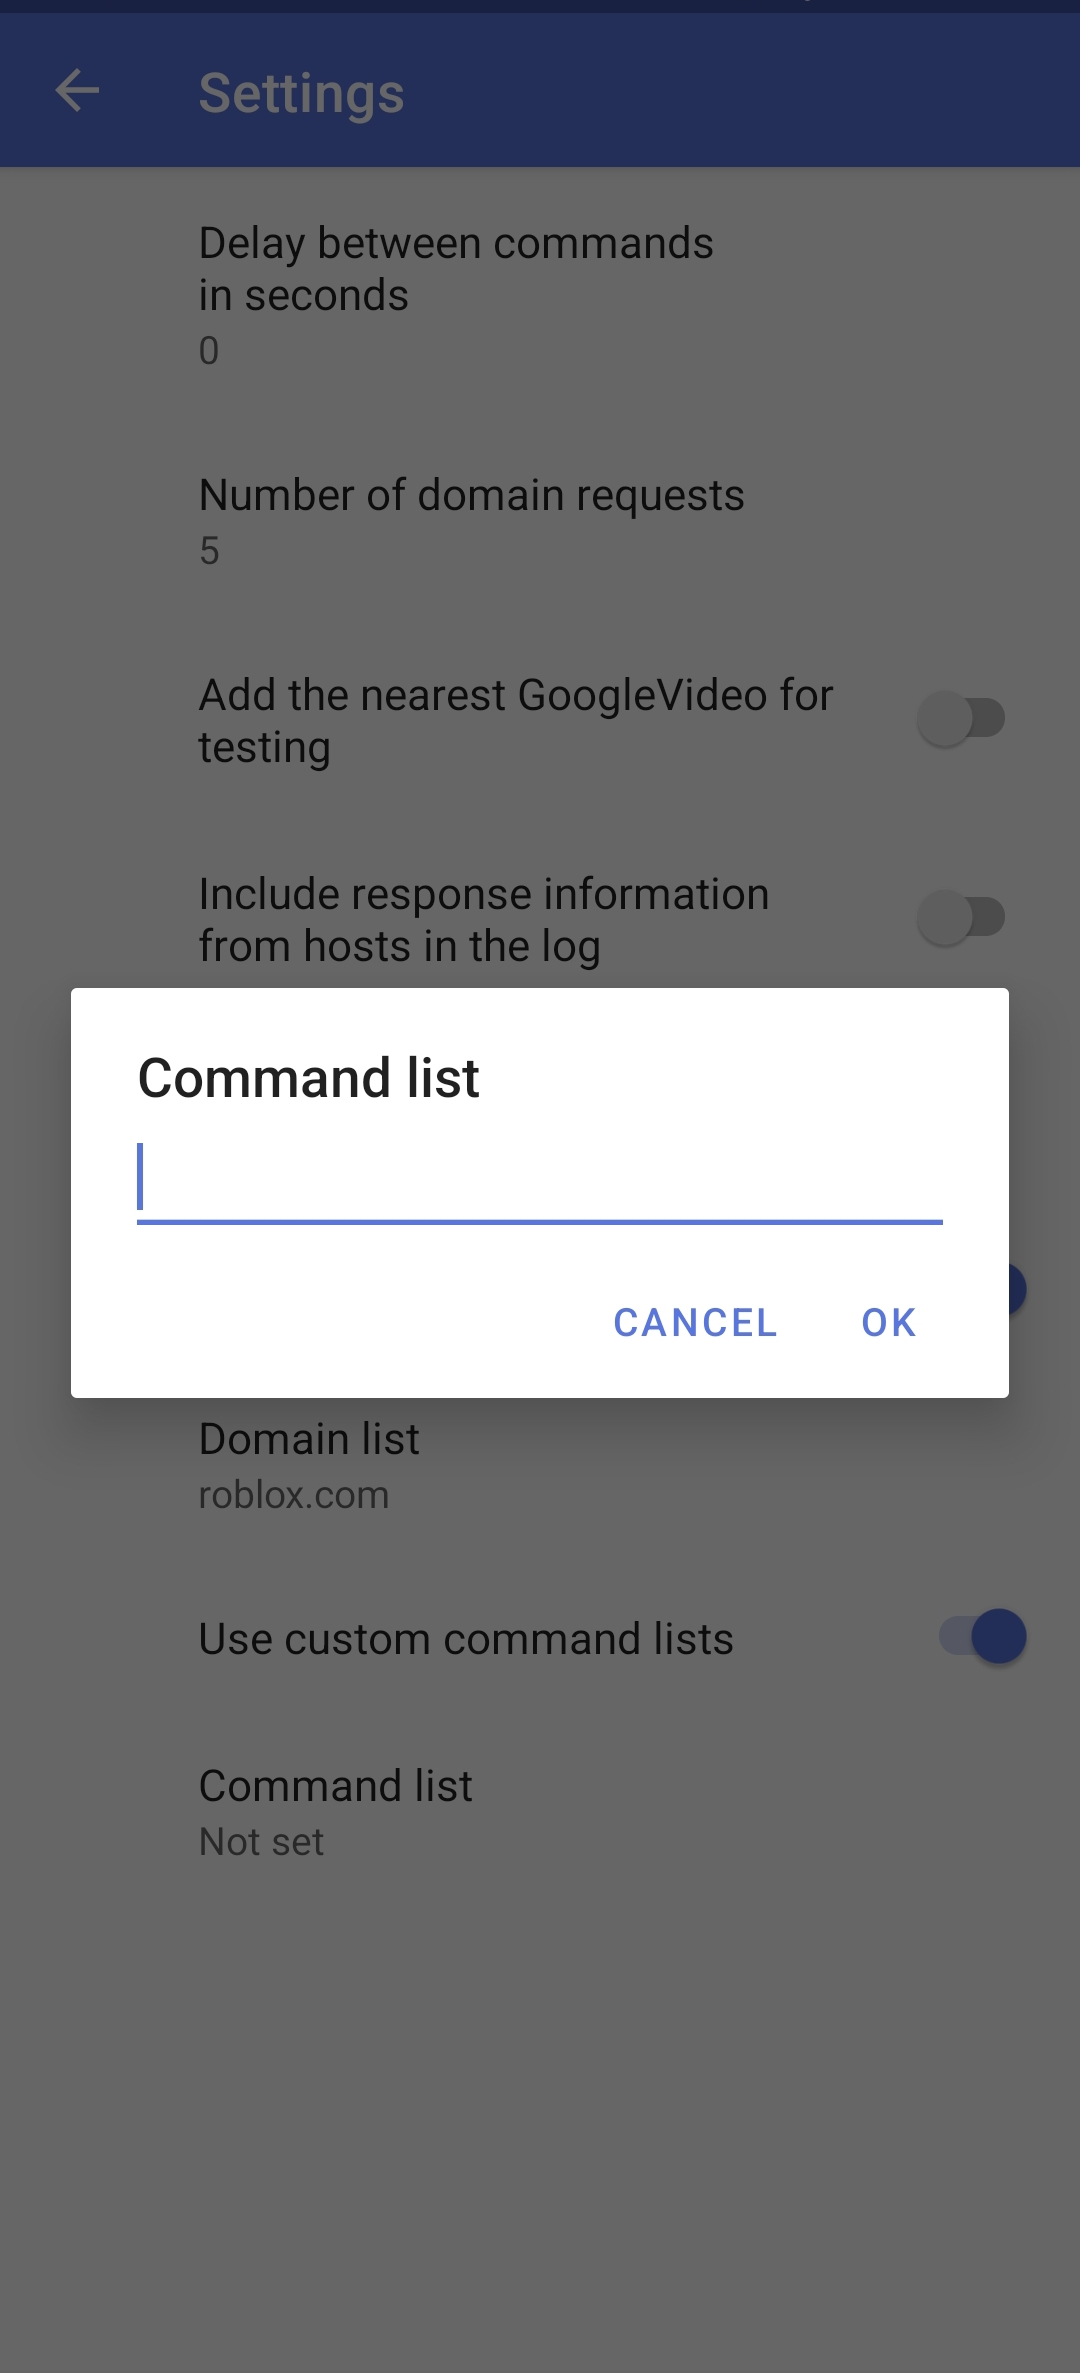 Settings
Delay between commands
in seconds
0
Number of domain requests
5
Add the nearest GoogleVideo for
testing
Include response information
from hosts in the log
Command list
CANCEL OK
Domain list
roblox.com
Use custom command lists
Command list
Not set